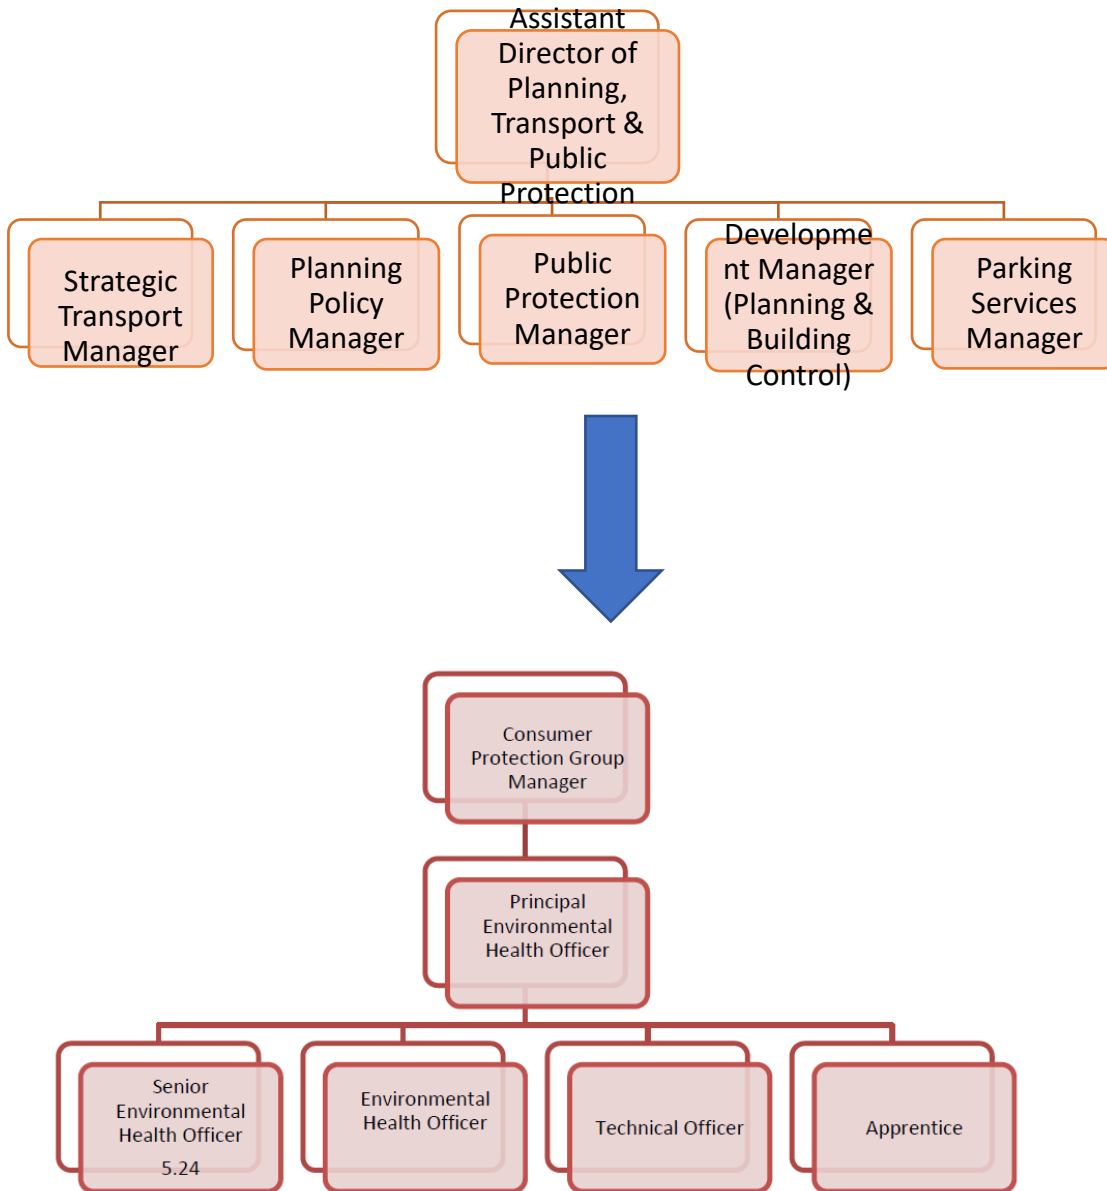 Assistant
Director of
Planning,
Transport &
Public
Protection
Strategic
Transport
Manager
Planning
Policy
Manager
Public
Protection
Manager
Developme
nt Manager
(Planning &
Building
Control)
Parking
Services
Manager
Consumer
Protection Group
Manager
Principal
Environmental
Health Officer
Senior
Environmental
Health Officer
5.24
Environmental
Health Officer
Technical Officer
Apprentice